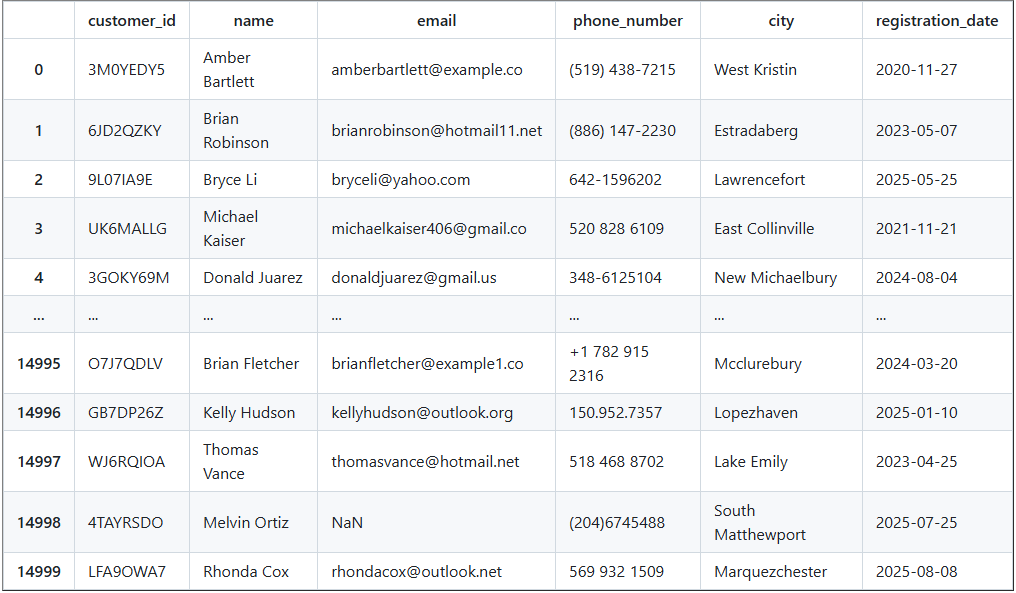 customer_id name email phone_number city registration_date
0 3M0YEDY5 Amber Bartlett amberbartlett@example.co (519) 438-7215 West Kristin 2020-11-27
1 6JD2QZKY Brian Robinson brianrobinson@hotmail11.net (886) 147-2230 Estradaberg 2023-05-07
2 9L07IA9E Bryce Li bryceli@yahoo.com 642-1596202 Lawrencefort 2025-05-25
3 UK6MALLG Michael Kaiser michaelkaiser406@gmail.co 520 828 6109 East Collinville 2021-11-21
4 3GOKY69M Donald Juarez donaldjuarez@gmail.us 348-6125104 New Michaelbury 2024-08-04
... ... ... ... ... ... ...
14995 O7J7QDLV Brian Fletcher brianfletcher@example1.co +1 782 915 2316 Mcclurebury 2024-03-20
14996 GB7DP26Z Kelly Hudson kellyhudson@outlook.org 150.952.7357 Lopezhaven 2025-01-10
14997 WJ6RQIOA Thomas Vance thomasvance@hotmail.net 518 468 8702 Lake Emily 2023-04-25
14998 4TAYRSDO Melvin Ortiz NaN (204)6745488 South Matthewport 2025-07-25
14999 LFA9OWA7 Rhonda Cox rhondacox@outlook.net 569 932 1509 Marquezchester 2025-08-08